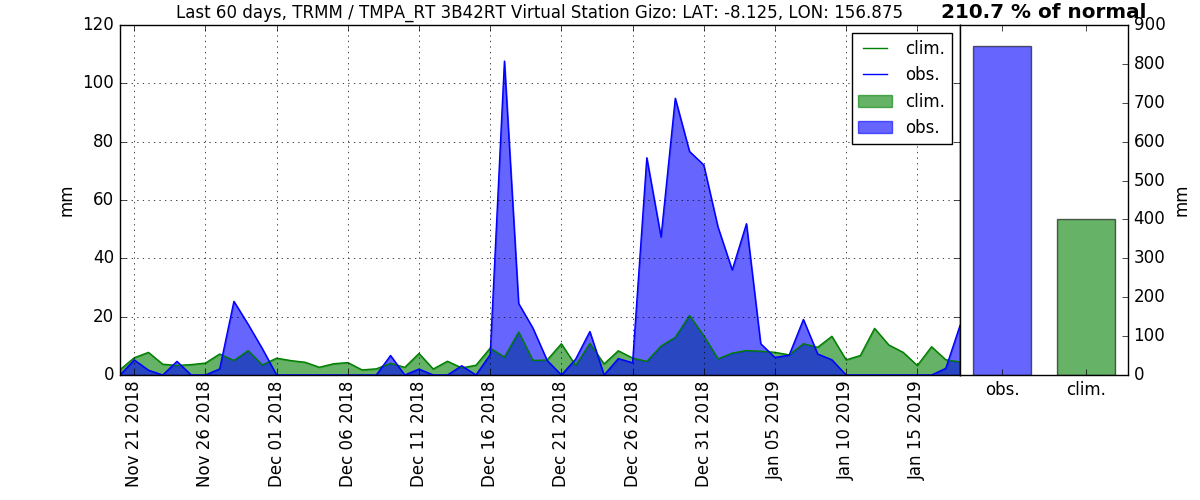 Last 60 days, TRMM / TMPA_RT 3B42RT Virtual Station Gizo: LAT: -8.125, LON: 156.875
210.7 % of normal
120
100
80
60
40
20
0
mm
clim.
obs.
clim.
obs.
Nov 21 2018
Nov 26 2018
Dec 01 2018
Dec 06 2018
Dec 11 2018
Dec 16 2018
Dec 21 2018
Dec 26 2018
Dec 31 2018
Jan 05 2019
Jan 10 2019
Jan 15 2019
900
800
700
600
500
400
300
200
100
0
mm
obs.
clim.